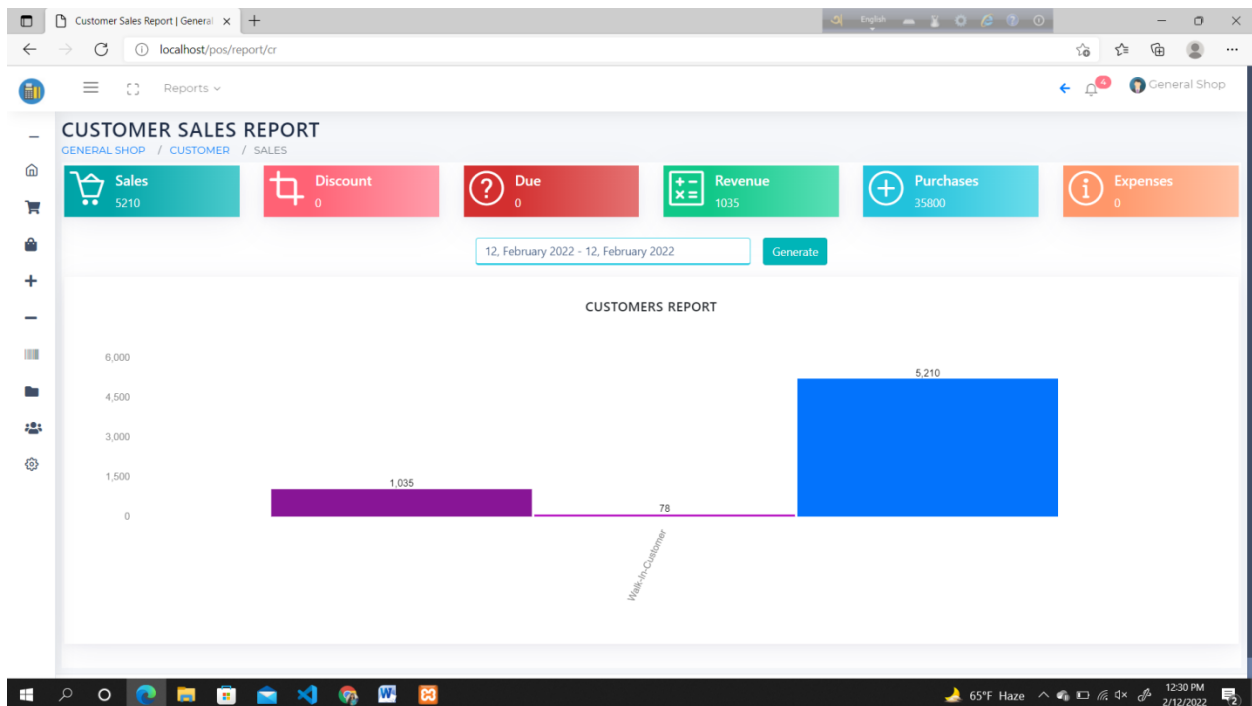 Customer Sales Report | General
অ English
localhost/pos/report/cr
Reports
4
General Shop
CUSTOMER SALES REPORT
GENERAL SHOP / CUSTOMER / SALES
Sales
5210
Discount
0
Due
0
Revenue
1035
Purchases
35800
Expenses
0
12, February 2022 - 12, February 2022
Generate
CUSTOMERS REPORT
6,000
4,500
3,000
1,500
0
1,035
78
5,210
Walk-In-Customer
65°F Haze
12:30 PM
2/12/2022
2